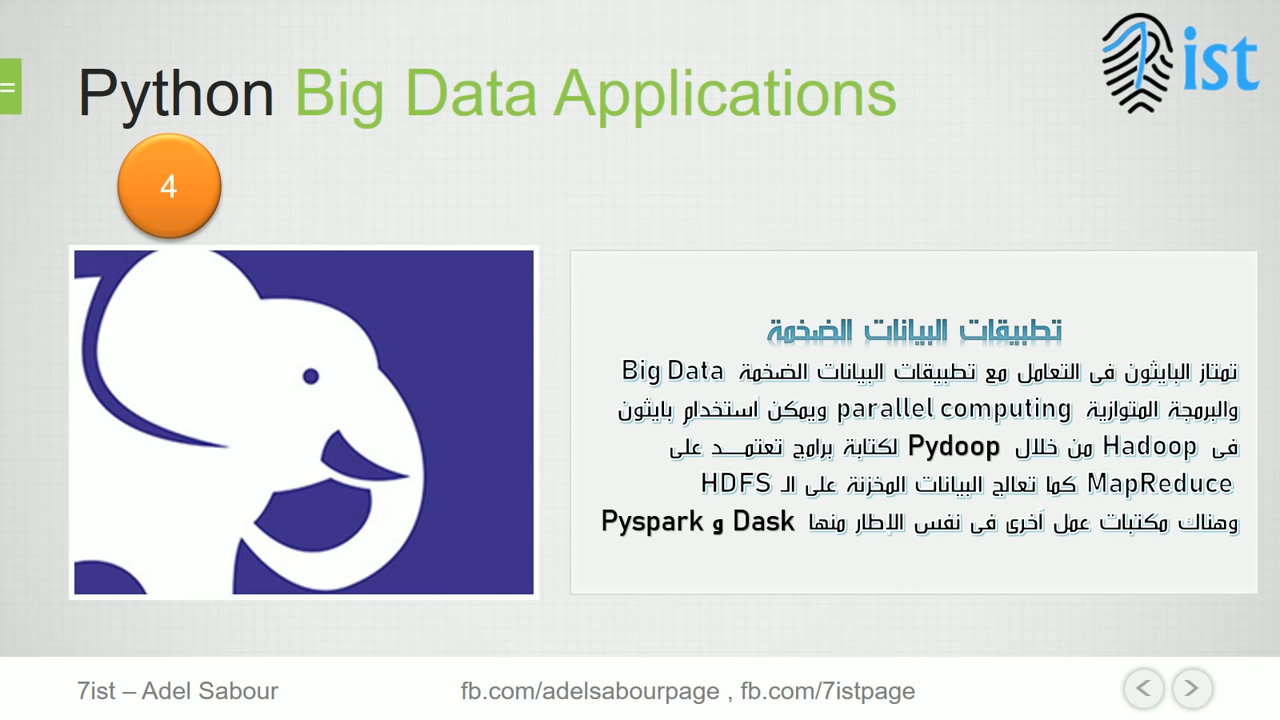 7ist
=
Python Big Data Applications
4
تطبيقات البيانات الضخمة
تمتاز البايثون فى التعامل مع تطبيقات البيانات الضخمة Big Data
والبرمجة المتوازية parallel computing ويمكن استخدام بايثون
فى Hadoop من خلال Pydoop لكتابة برامج تعتمـــد على
MapReduce كما تعالج البيانات المخزنة على الـ HDFS
وهناك مكتبات عمل آخرى فى نفس الإطار منها Dask و Pyspark
7ist – Adel Sabour
fb.com/adelsabourpage , fb.com/7istpage
< >